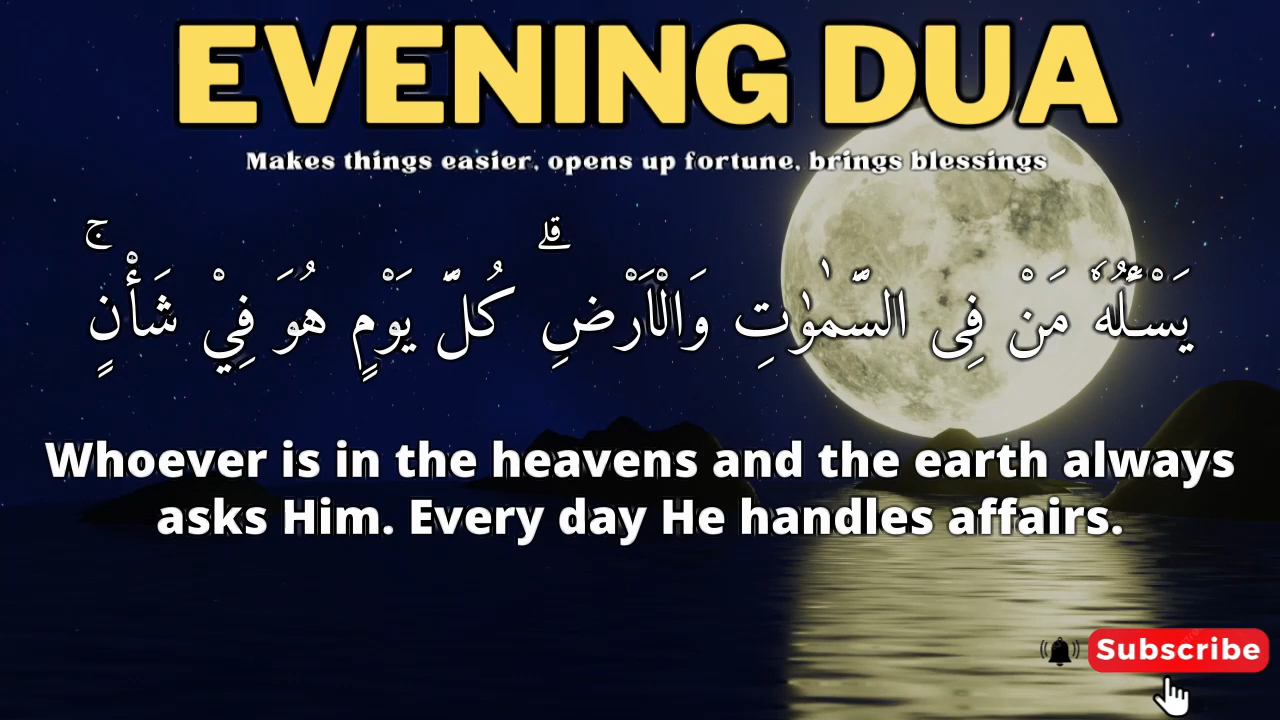 EVENING DUA
Makes things easier, opens up fortune, brings blessings
يَسْـَٔلُهٗ مَنْ فِى السَّمٰوٰتِ وَالْاَرْضِۗ كُلَّ يَوْمٍ هُوَ فِيْ شَأْنٍۚ
Whoever is in the heavens and the earth always
asks Him. Every day He handles affairs.
Subscribe